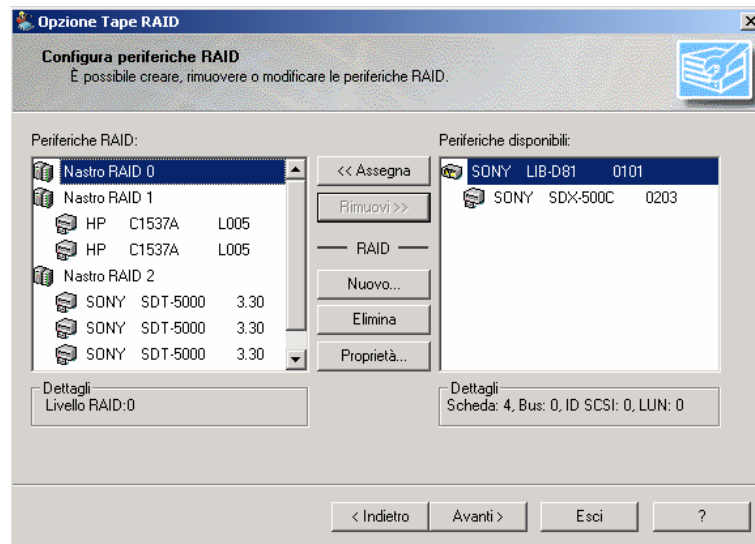 Opzione Tape RAID
Configura periferiche RAID
È possibile creare, rimuovere o modificare le periferiche RAID.
Periferiche RAID:
Nastro RAID 0
Nastro RAID 1
HP C1537A L005
HP C1537A L005
Nastro RAID 2
SONY SDT-5000 3.30
SONY SDT-5000 3.30
SONY SDT-5000 3.30
Dettagli
Livello RAID:0
<< Assegna
Rimuovi >>
RAID
Nuovo...
Elimina
Proprietà...
Periferiche disponibili:
SONY LIB-D81 0101
SONY SDX-500C 0203
Dettagli
Scheda: 4, Bus: 0, ID SCSI: 0, LUN: 0
< Indietro
Avanti >
Esci
?